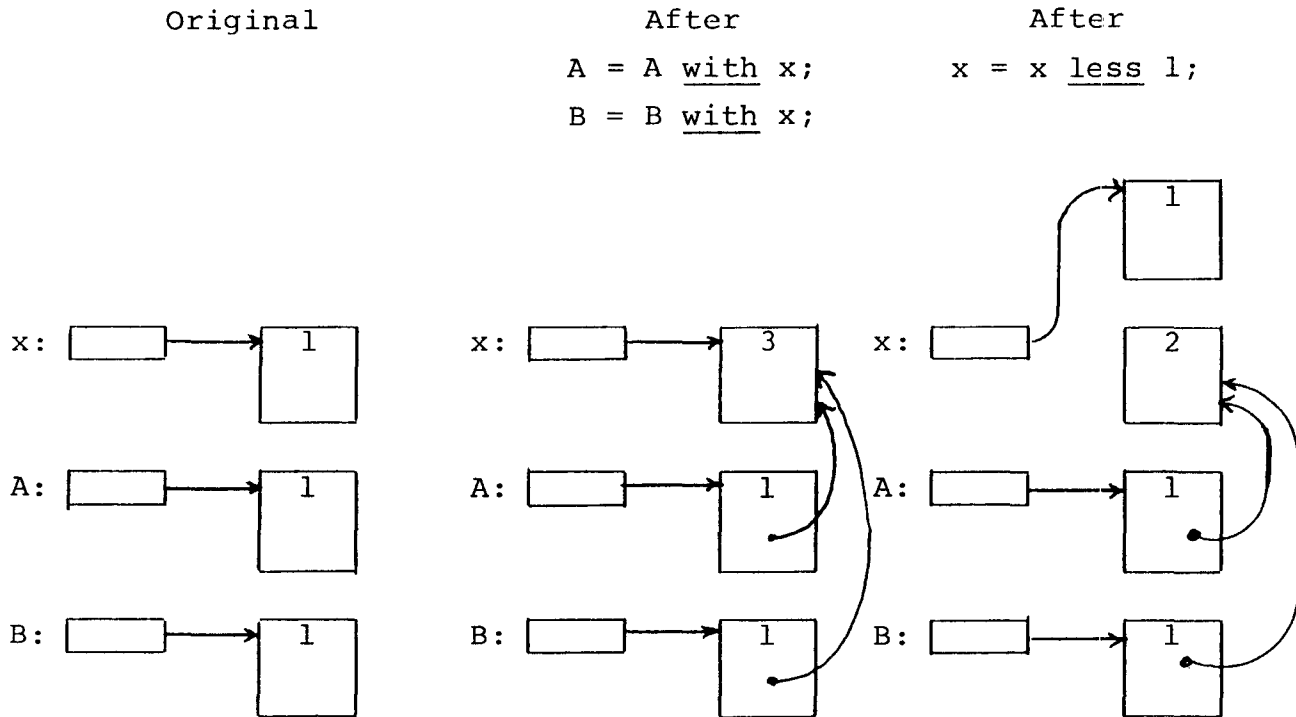 Original After After
A = A with x; x = x less 1;
B = B with x;
1
x: 1 x: 3 x: 2
A: 1 A: 1 A: 1
B: 1 B: 1 B: 1